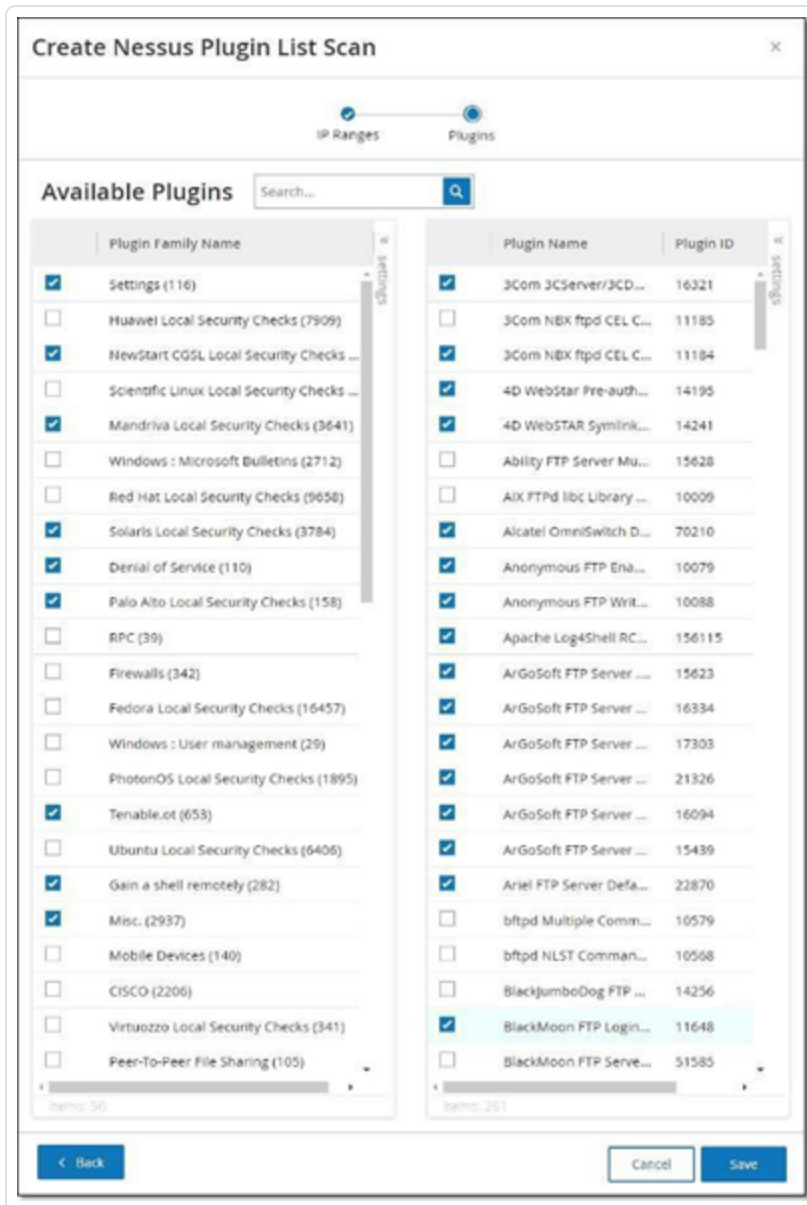 Create Nessus Plugin List Scan
IP Ranges
Plugins
Available Plugins
Search...
Plugin Family Name
settings
Settings (116)
Huawei Local Security Checks (7909)
NewStart CGSL Local Security Checks ...
Scientific Linux Local Security Checks ...
Mandriva Local Security Checks (3641)
Windows : Microsoft Bulletins (2712)
Red Hat Local Security Checks (9658)
Solaris Local Security Checks (3784)
Denial of Service (110)
Palo Alto Local Security Checks (158)
RPC (39)
Firewalls (342)
Fedora Local Security Checks (16457)
Windows : User management (29)
PhotonOS Local Security Checks (1895)
Tenable.ot (653)
Ubuntu Local Security Checks (6406)
Gain a shell remotely (282)
Misc. (2937)
Mobile Devices (140)
CISCO (2206)
Virtuozzo Local Security Checks (341)
Peer-To-Peer File Sharing (105)
Items: 56
Plugin Name Plugin ID
settings
3Com 3CServer/3CD... 16321
3Com NBX ftpd CEL C... 11185
3Com NBX ftpd CEL C... 11184
4D WebStar Pre-auth... 14195
4D WebSTAR Symlink... 14241
Ability FTP Server Mu... 15628
AIX FTPd libc Library ... 10009
Alcatel OmniSwitch D... 70210
Anonymous FTP Ena... 10079
Anonymous FTP Writ... 10088
Apache Log4Shell RC... 156115
ArGoSoft FTP Server .... 15623
ArGoSoft FTP Server ... 16334
ArGoSoft FTP Server ... 17303
ArGoSoft FTP Server ... 21326
ArGoSoft FTP Server ... 16094
ArGoSoft FTP Server ... 15439
Ariel FTP Server Defa... 22870
bftpd Multiple Comm... 10579
bftpd NLST Comman... 10568
BlackJumboDog FTP ... 14256
BlackMoon FTP Login... 11648
BlackMoon FTP Serve... 51585
Items: 261
Back
Cancel
Save